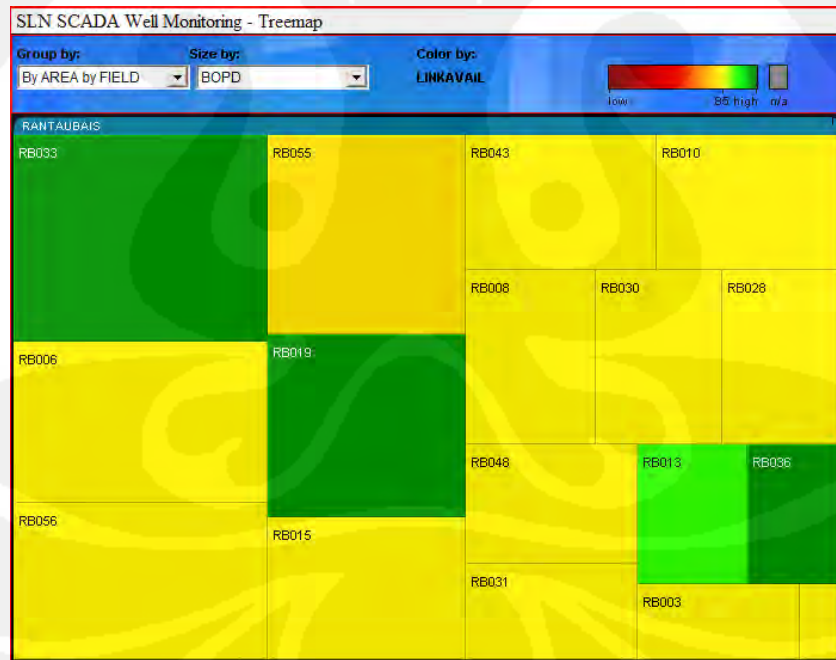 SLN SCADA Well Monitoring - Treemap
Group by: Size by: Color by:
By AREA by FIELD BOPD LINKAVAIL
low 95 high n/a
RANTAUBAIS
RB033 RB055 RB043 RB010
RB008 RB030 RB028
RB006 RB019
RB048 RB013 RB036
RB056 RB015
RB031 RB003